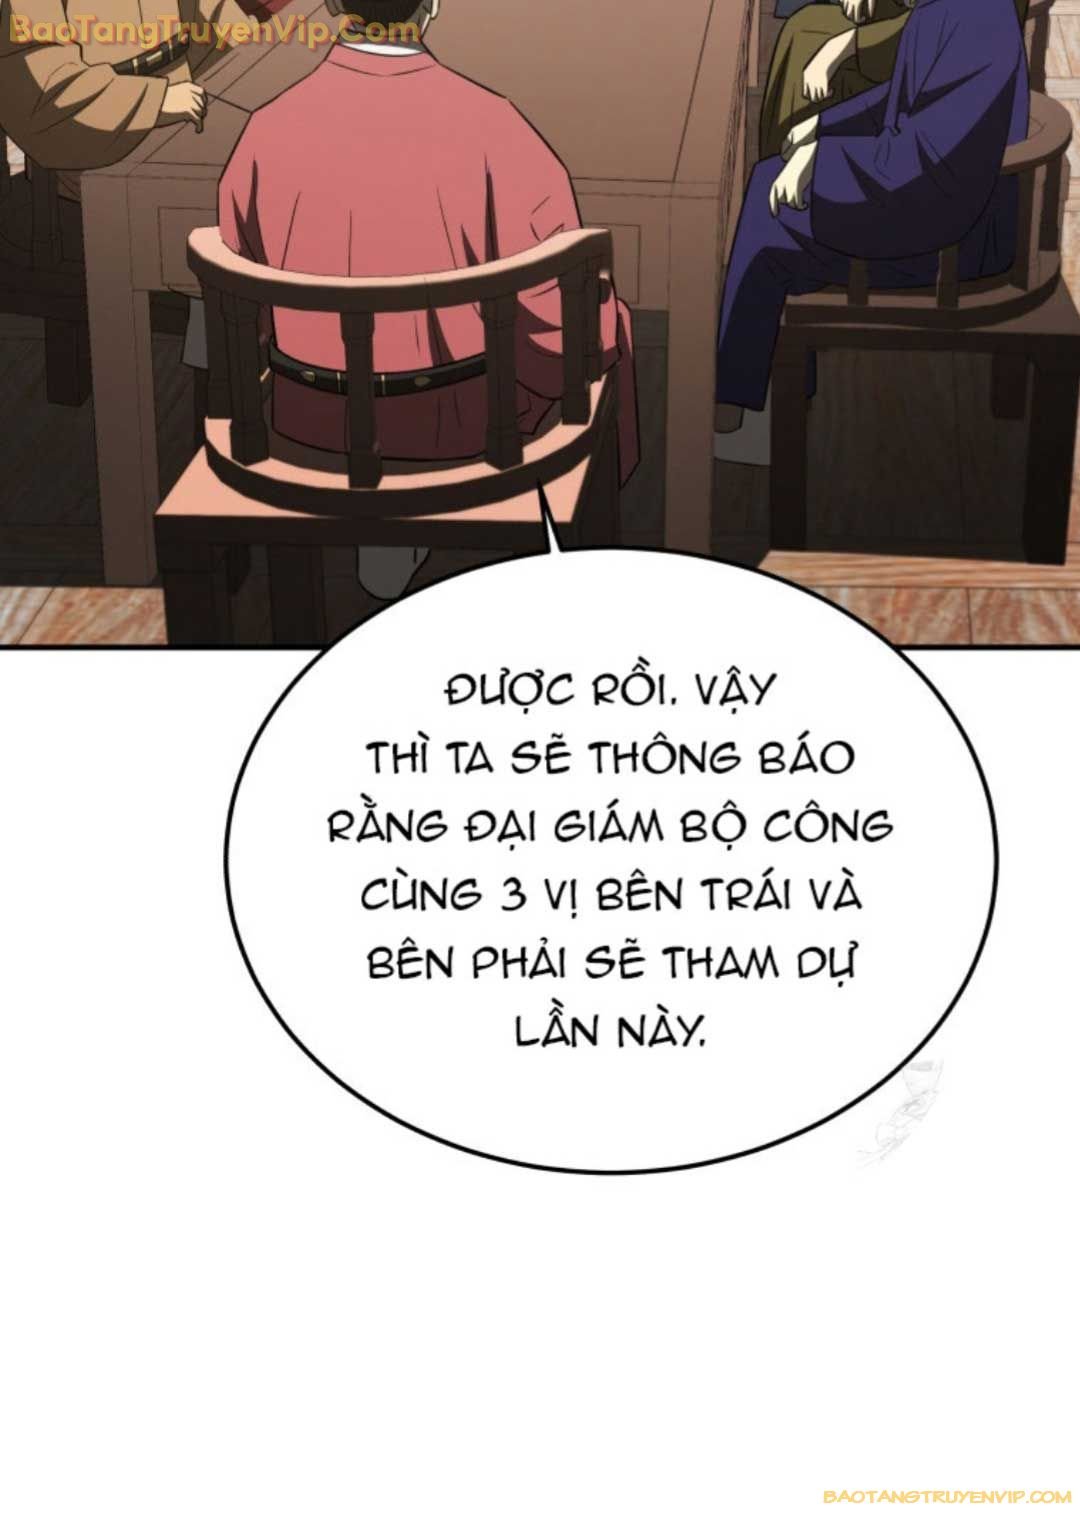 BaoTangTruyenVip.Com
ĐƯỢC RỒI. VẬY
THÌ TA SẼ THÔNG BÁO
RẰNG ĐẠI GIÁM BỘ CÔNG
CÙNG 3 VỊ BÊN TRÁI VÀ
BÊN PHẢI SẼ THAM DỰ
LẦN NÀY.
BAOTANGTRUYENVIP.COM